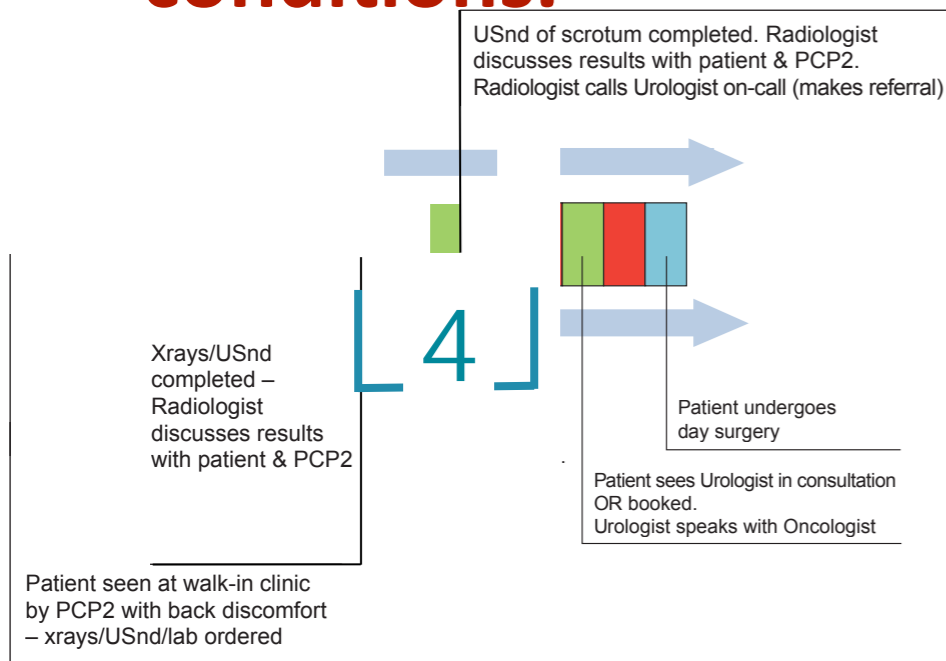 conditions.
USnd of scrotum completed. Radiologist
discusses results with patient & PCP2.
Radiologist calls Urologist on-call (makes referral)
4
Xrays/USnd
completed –
Radiologist
discusses results
with patient & PCP2
Patient undergoes
day surgery
Patient sees Urologist in consultation
OR booked.
Urologist speaks with Oncologist
Patient seen at walk-in clinic
by PCP2 with back discomfort
– xrays/USnd/lab ordered